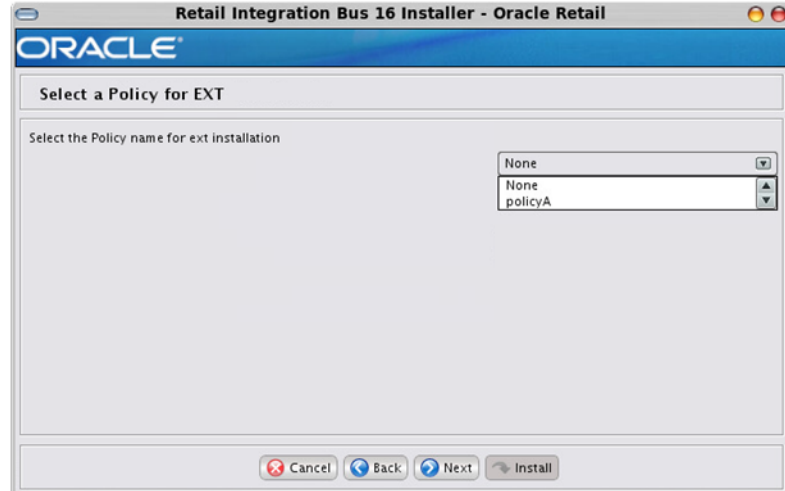 Retail Integration Bus 16 Installer - Oracle Retail
ORACLE®
Select a Policy for EXT
Select the Policy name for ext installation
None
None
policyA
Cancel Back Next Install